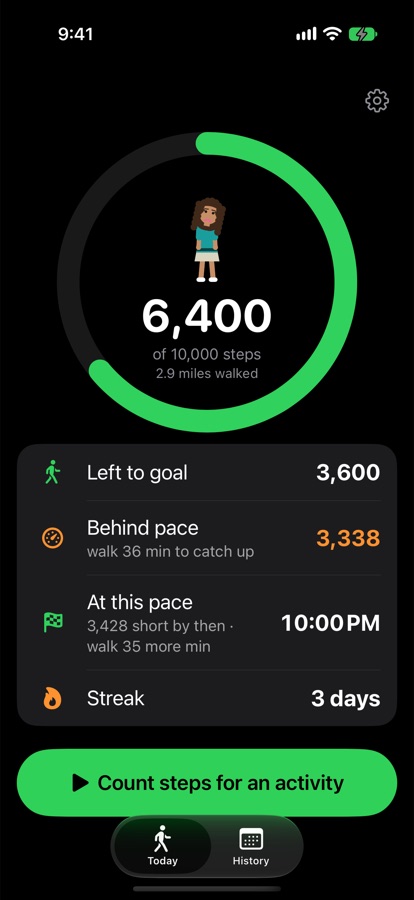 9:41
6,400
of 10,000 steps
2.9 miles walked
Left to goal
3,600
Behind pace
walk 36 min to catch up
3,338
At this pace
3,428 short by then ·
walk 35 more min
10:00 PM
Streak
3 days
Count steps for an activity
Today
History